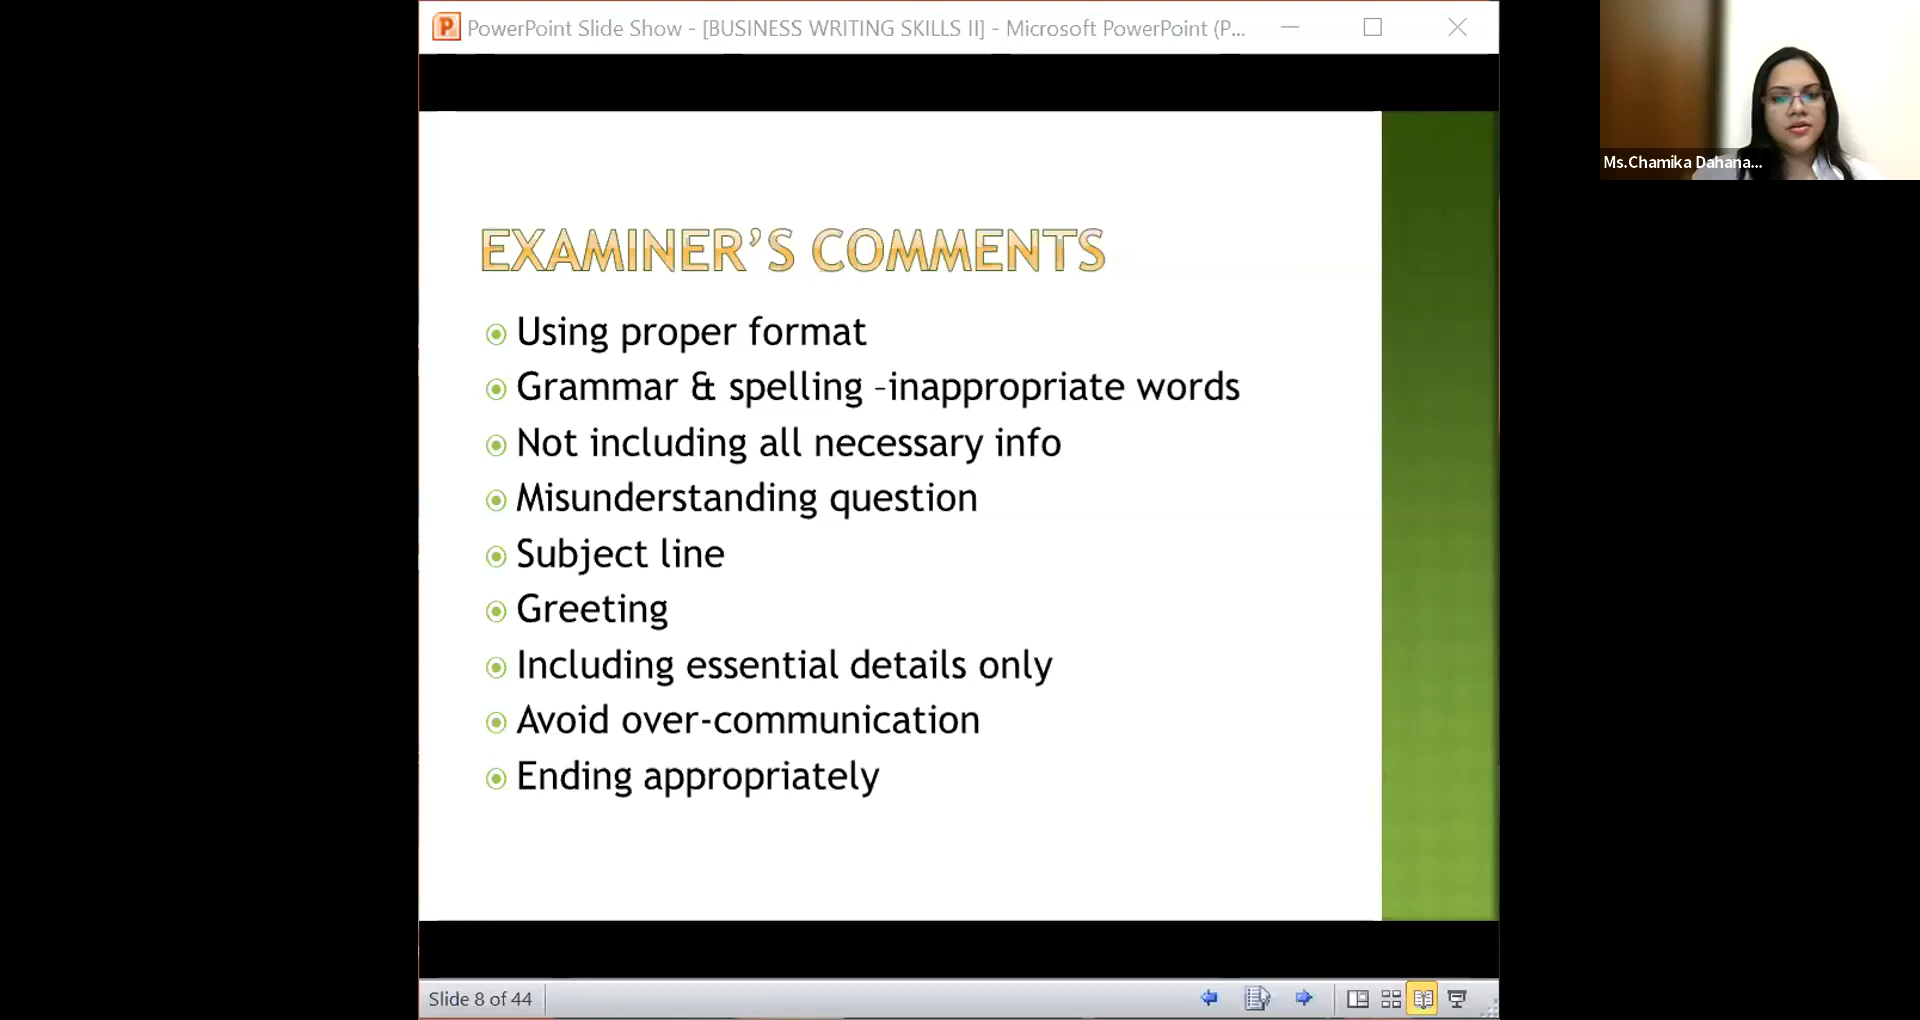 PowerPoint Slide Show - [BUSINESS WRITING SKILLS II] - Microsoft PowerPoint (P...
Ms.Chamika Dahana...
EXAMINER’S COMMENTS
Using proper format
Grammar & spelling –inappropriate words
Not including all necessary info
Misunderstanding question
Subject line
Greeting
Including essential details only
Avoid over-communication
Ending appropriately
Slide 8 of 44